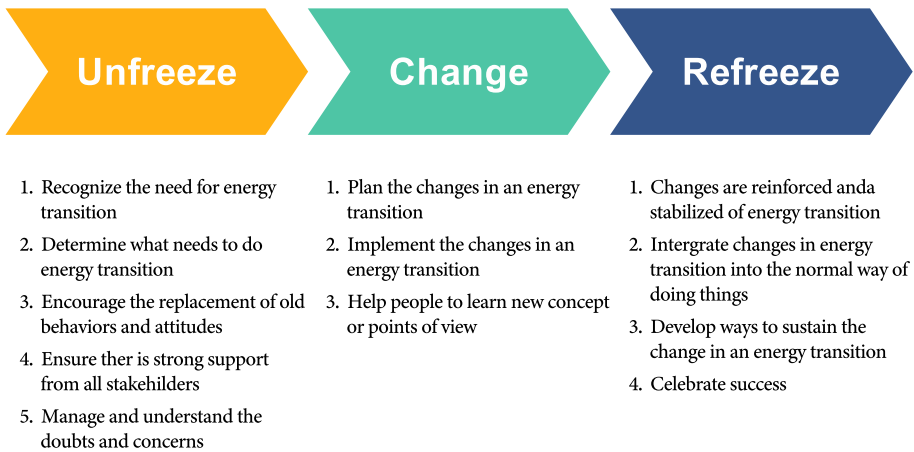 Unfreeze
Change
Refreeze
1. Recognize the need for energy
transition
2. Determine what needs to do
energy transition
3. Encourage the replacement of old
behaviors and attitudes
4. Ensure ther is strong support
from all stakehilders
5. Manage and understand the
doubts and concerns
1. Plan the changes in an energy
transition
2. Implement the changes in an
energy transition
3. Help people to learn new concept
or points of view
1. Changes are reinforced anda
stabilized of energy transition
2. Intergrate changes in energy
transition into the normal way of
doing things
3. Develop ways to sustain the
change in an energy transition
4. Celebrate success